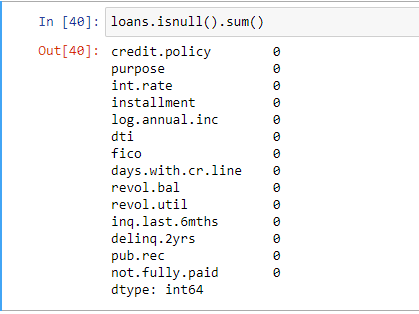 In [40]: loans.isnull().sum()
Out[40]: credit.policy 0
purpose 0
int.rate 0
installment 0
log.annual.inc 0
dti 0
fico 0
days.with.cr.line 0
revol.bal 0
revol.util 0
inq.last.6mths 0
delinq.2yrs 0
pub.rec 0
not.fully.paid 0
dtype: int64